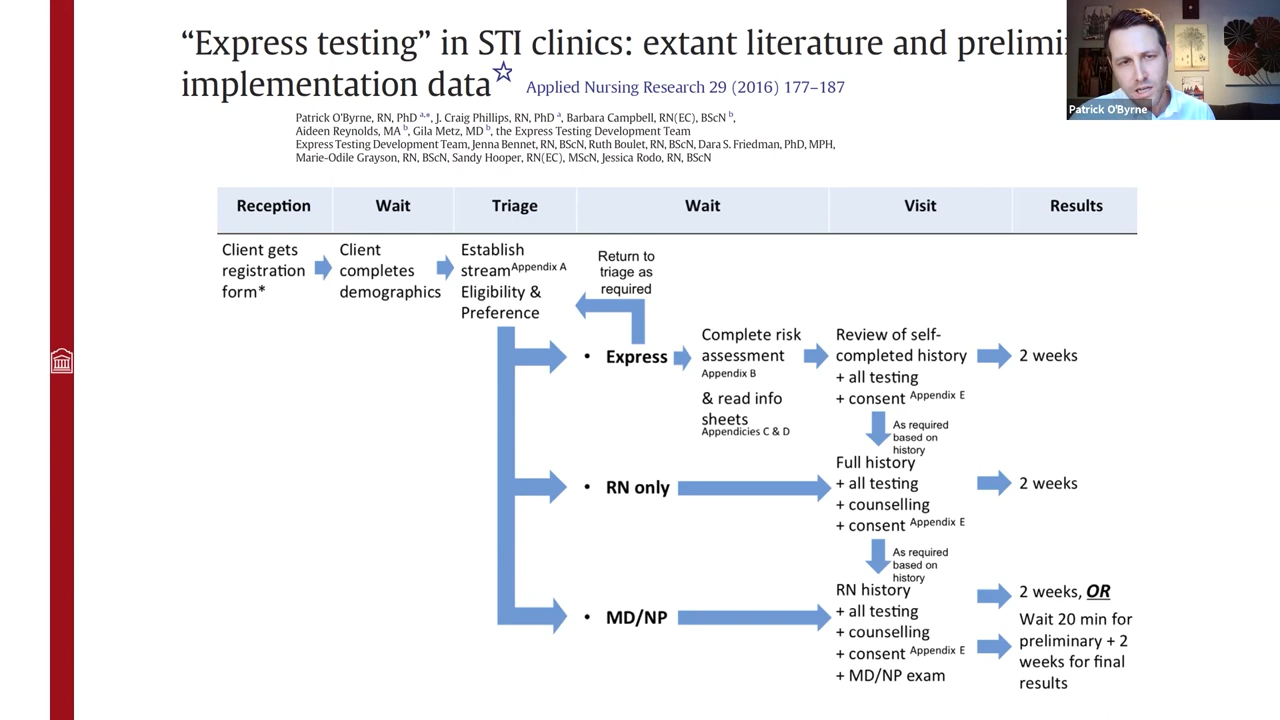 “Express testing” in STI clinics: extant literature and
implementation data☆ Applied Nursing Research 29 (2016) 177–187
Patrick O'Byrne
Patrick O'Byrne, RN, PhD a,*, J. Craig Phillips, RN, PhD a, Barbara Campbell, RN(EC), BScN b,
Aideen Reynolds, MA b, Gila Metz, MD b, the Express Testing Development Team
Express Testing Development Team, Jenna Bennet, RN, BScN, Ruth Boulet, RN, BScN, Dara S. Friedman, PhD, MPH,
Marie-Odile Grayson, RN, BScN, Sandy Hooper, RN(EC), MScN, Jessica Rodo, RN, BScN
Reception Wait Triage Wait Visit Results
Client gets
registration
form*
Client
completes
demographics
Establish
stream Appendix A
Eligibility &
Preference
Return to
triage as
required
• Express
Complete risk
assessment
Appendix B
& read info
sheets
Appendicies C & D
Review of self-
completed history
+ all testing
+ consent Appendix E
2 weeks
As required
based on
history
• RN only
Full history
+ all testing
+ counselling
+ consent Appendix E
2 weeks
As required
based on
history
• MD/NP
RN history
+ all testing
+ counselling
+ consent Appendix E
+ MD/NP exam
2 weeks, OR
Wait 20 min for
preliminary + 2
weeks for final
results